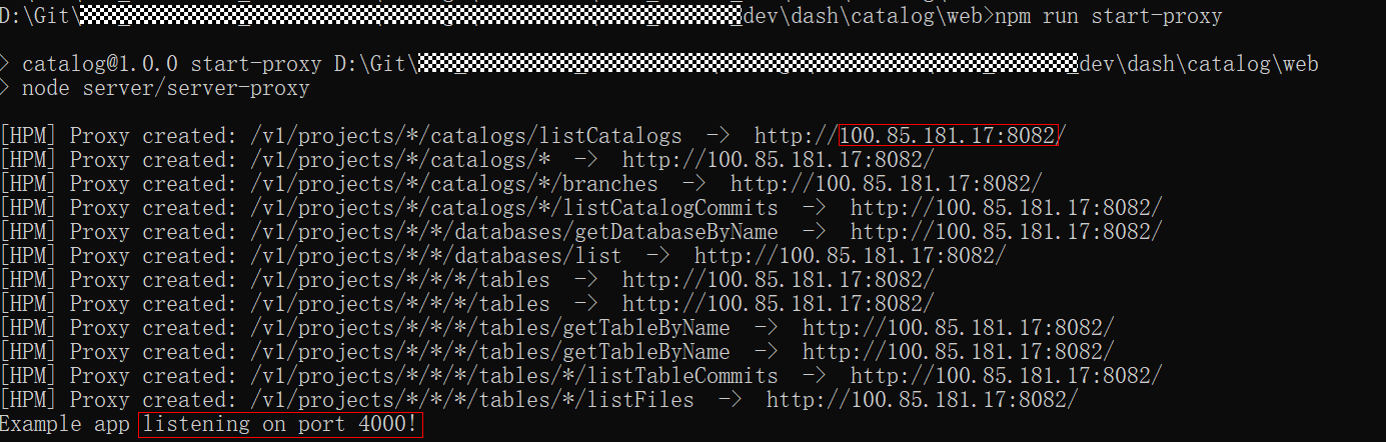 D:\Git\ dev\dash\catalog\web>npm run start-proxy
> catalog@1.0.0 start-proxy D:\Git\ _dev\dash\catalog\web
> node server/server-proxy
[HPM] Proxy created: /v1/projects/*/catalogs/listCatalogs  ->  http://100.85.181.17:8082/
[HPM] Proxy created: /v1/projects/*/catalogs/*  ->  http://100.85.181.17:8082/
[HPM] Proxy created: /v1/projects/*/catalogs/*/branches  ->  http://100.85.181.17:8082/
[HPM] Proxy created: /v1/projects/*/catalogs/*/listCatalogCommits  ->  http://100.85.181.17:8082/
[HPM] Proxy created: /v1/projects/*/*/databases/getDatabaseByName  ->  http://100.85.181.17:8082/
[HPM] Proxy created: /v1/projects/*/*/databases/list  ->  http://100.85.181.17:8082/
[HPM] Proxy created: /v1/projects/*/*/*/tables  ->  http://100.85.181.17:8082/
[HPM] Proxy created: /v1/projects/*/*/*/tables  ->  http://100.85.181.17:8082/
[HPM] Proxy created: /v1/projects/*/*/*/tables/getTableByName  ->  http://100.85.181.17:8082/
[HPM] Proxy created: /v1/projects/*/*/*/tables/getTableByName  ->  http://100.85.181.17:8082/
[HPM] Proxy created: /v1/projects/*/*/*/tables/*/listTableCommits  ->  http://100.85.181.17:8082/
[HPM] Proxy created: /v1/projects/*/*/*/tables/*/listFiles  ->  http://100.85.181.17:8082/
Example app listening on port 4000!